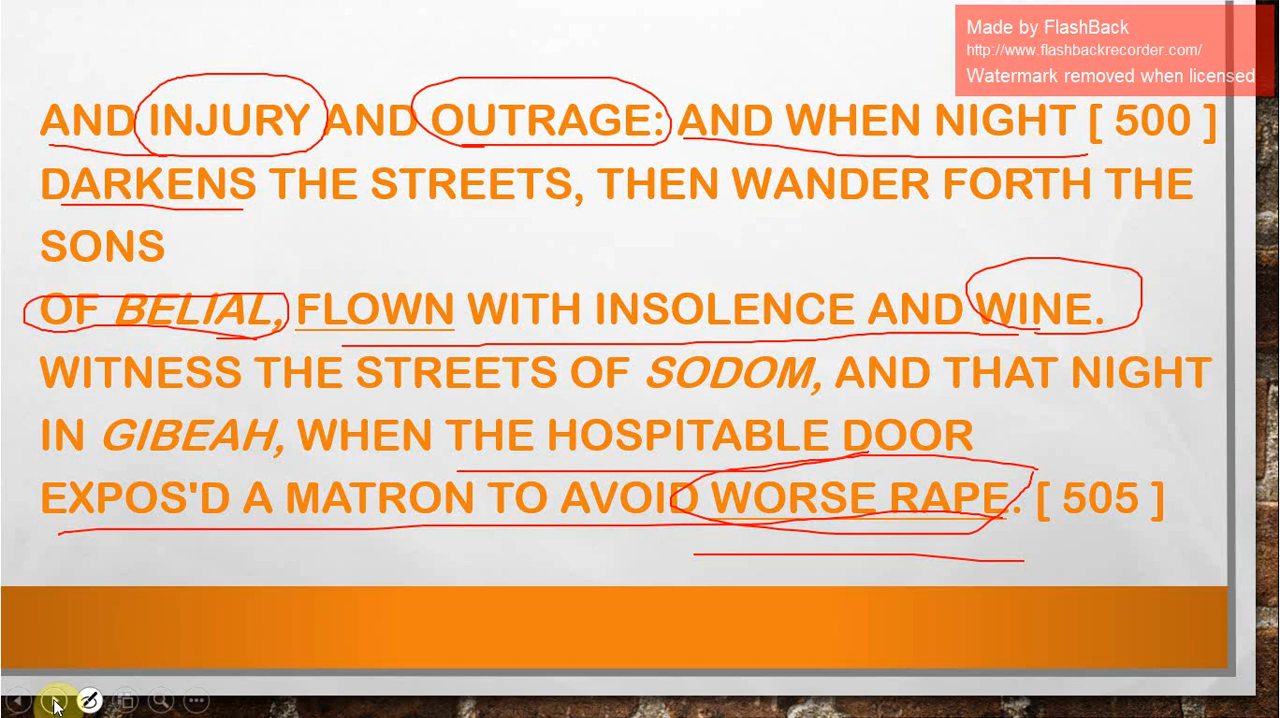 Made by FlashBack
http://www.flashbackrecorder.com/
Watermark removed when licensed
AND INJURY AND OUTRAGE: AND WHEN NIGHT [ 500 ]
DARKENS THE STREETS, THEN WANDER FORTH THE
SONS
OF BELIAL, FLOWN WITH INSOLENCE AND WINE.
WITNESS THE STREETS OF SODOM, AND THAT NIGHT
IN GIBEAH, WHEN THE HOSPITABLE DOOR
EXPOS'D A MATRON TO AVOID WORSE RAPE. [ 505 ]